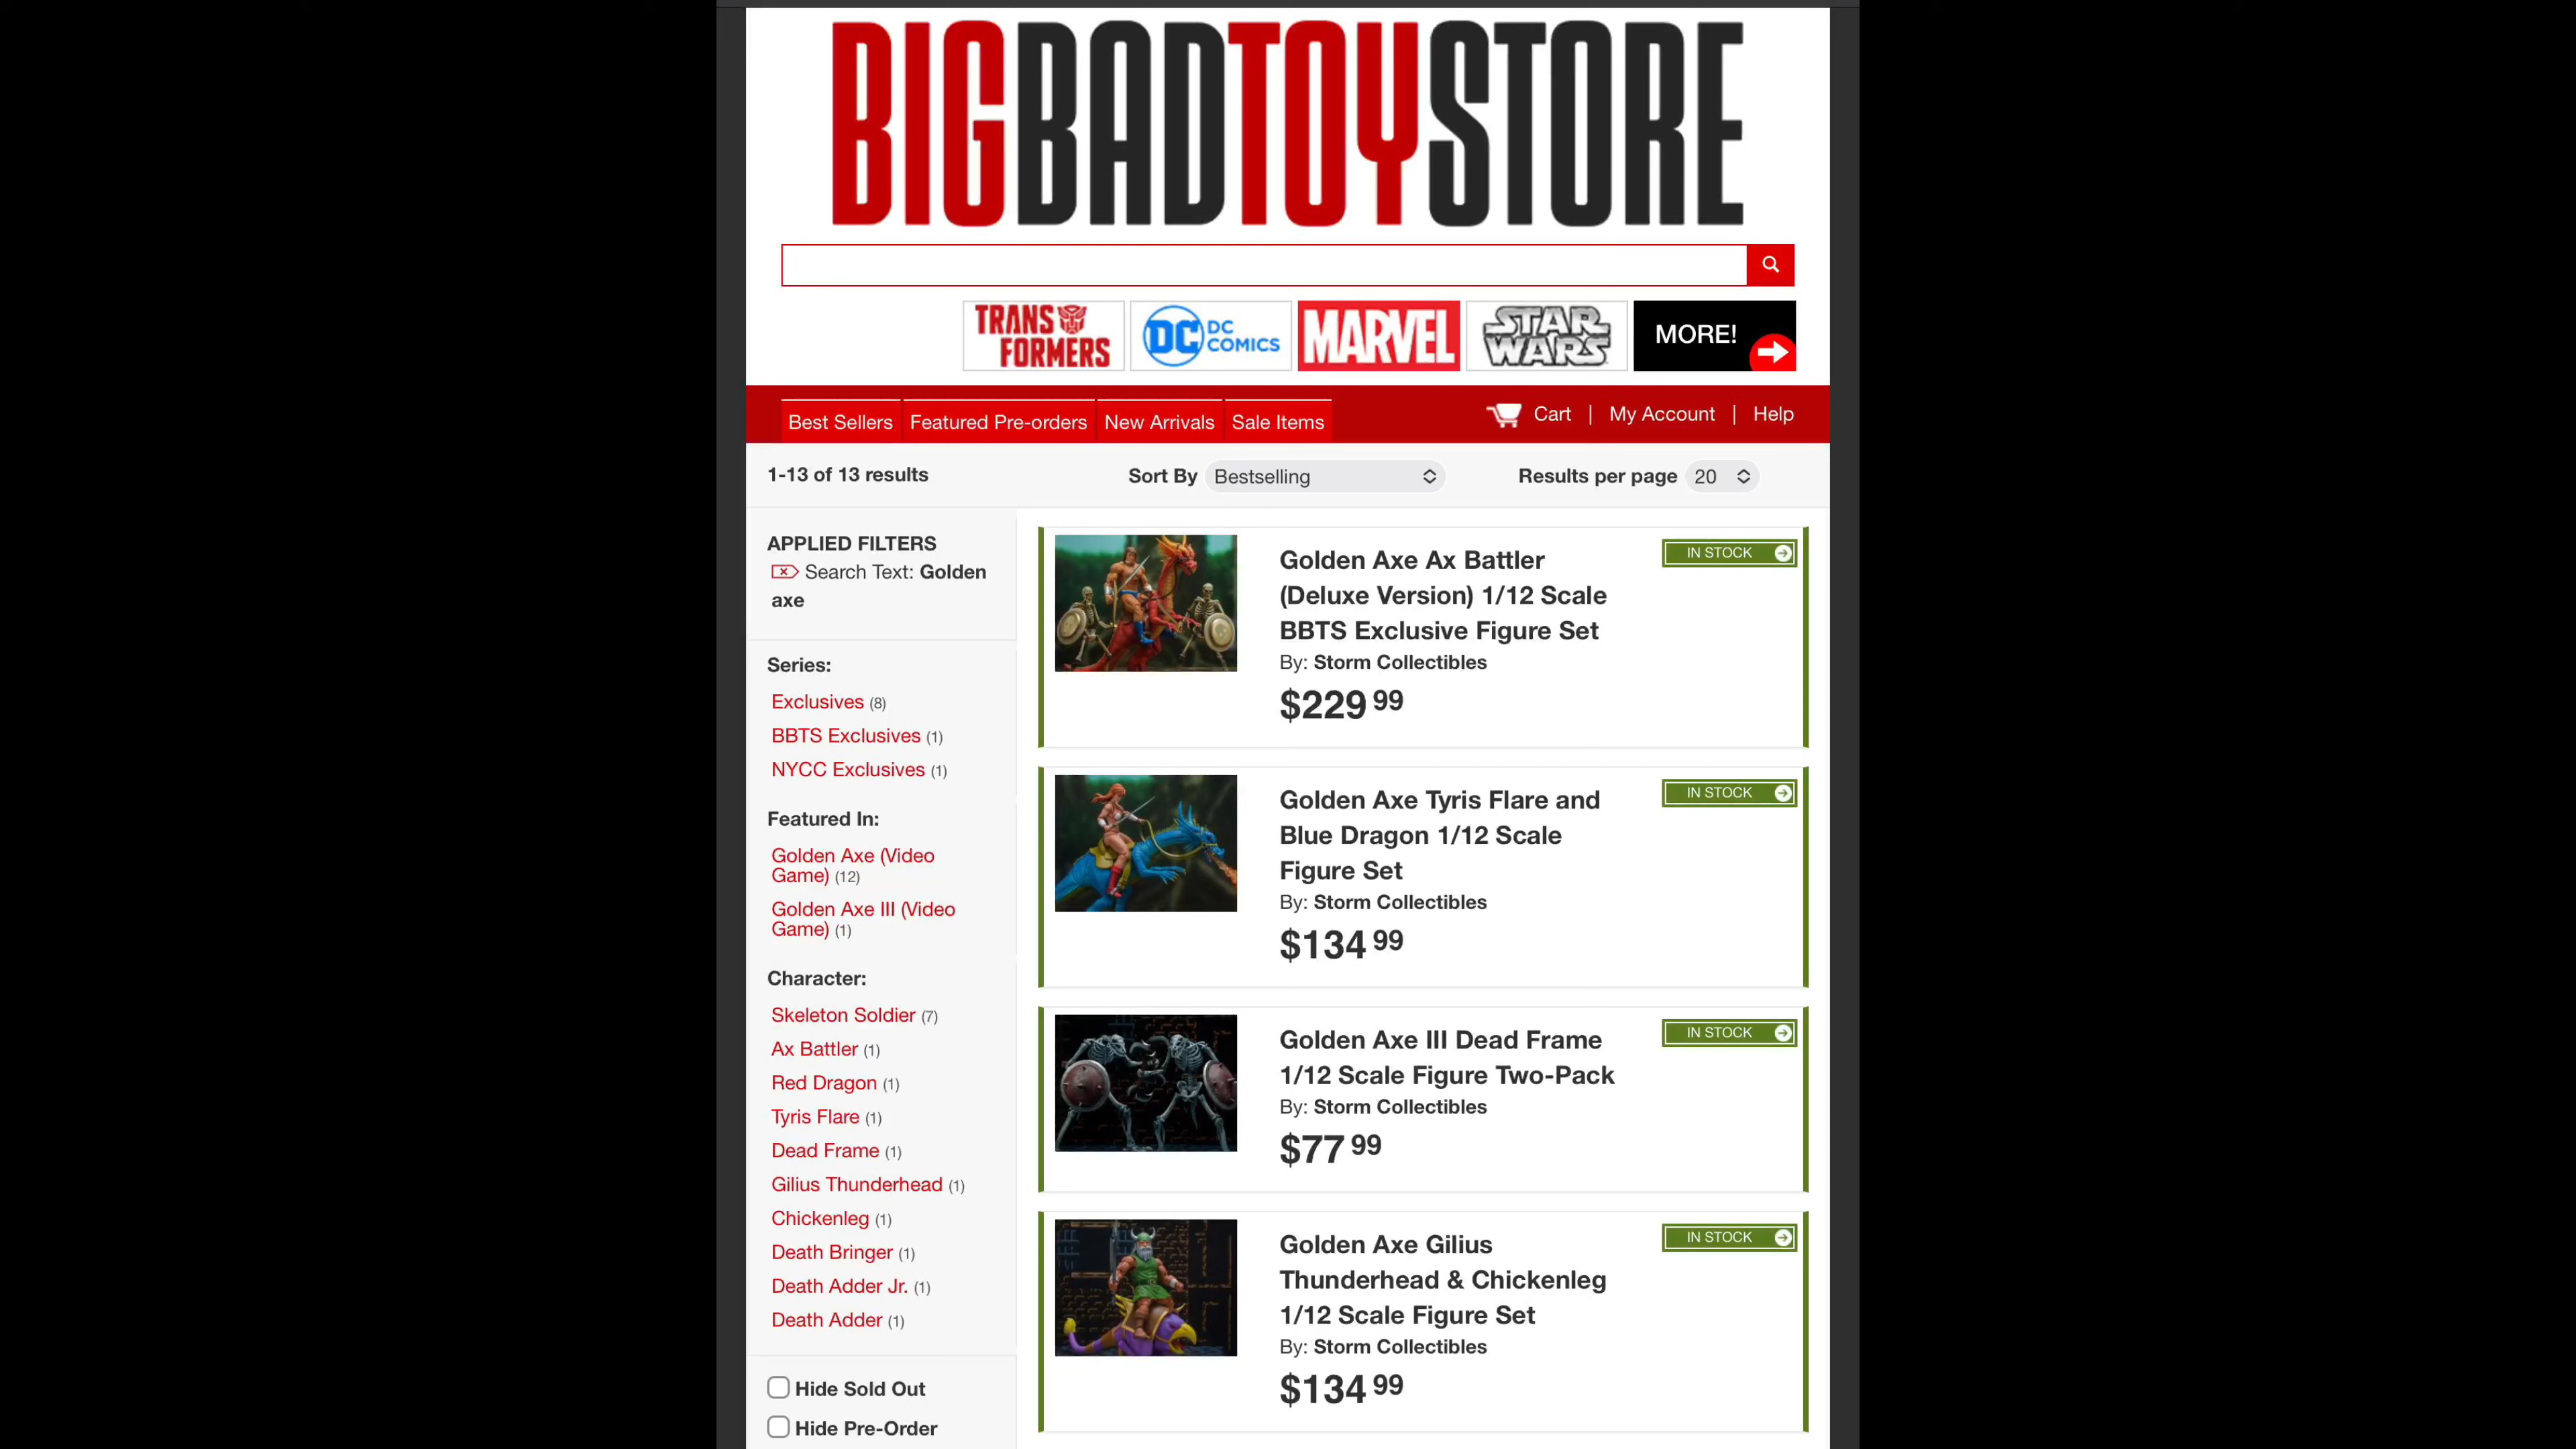 BIGBADTOYSTORE
TRANS
FORMERS
DC
DC
COMICS
MARVEL
STAR
WARS
MORE!
Best Sellers
Featured Pre-orders
New Arrivals
Sale Items
Cart | My Account | Help
1-13 of 13 results
Sort By Bestselling
Results per page 20
APPLIED FILTERS
Search Text: Golden
axe
Series:
Exclusives (8)
BBTS Exclusives (1)
NYCC Exclusives (1)
Featured In:
Golden Axe (Video
Game) (12)
Golden Axe III (Video
Game) (1)
Character:
Skeleton Soldier (7)
Ax Battler (1)
Red Dragon (1)
Tyris Flare (1)
Dead Frame (1)
Gilius Thunderhead (1)
Chickenleg (1)
Death Bringer (1)
Death Adder Jr. (1)
Death Adder (1)
Hide Sold Out
Hide Pre-Order
Golden Axe Ax Battler
(Deluxe Version) 1/12 Scale
BBTS Exclusive Figure Set
By: Storm Collectibles
$229 99
IN STOCK
Golden Axe Tyris Flare and
Blue Dragon 1/12 Scale
Figure Set
By: Storm Collectibles
$134 99
IN STOCK
Golden Axe III Dead Frame
1/12 Scale Figure Two-Pack
By: Storm Collectibles
$77 99
IN STOCK
Golden Axe Gilius
Thunderhead & Chickenleg
1/12 Scale Figure Set
By: Storm Collectibles
$134 99
IN STOCK